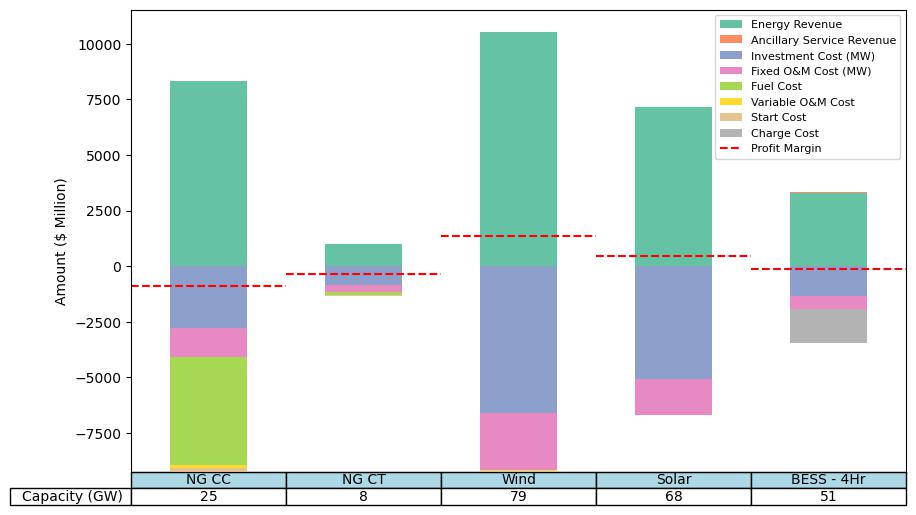 Energy Revenue
Ancillary Service Revenue
Investment Cost (MW)
Fixed O&M Cost (MW)
Fuel Cost
Variable O&M Cost
Start Cost
Charge Cost
Profit Margin
Amount ($ Million)
10000
7500
5000
2500
0
−2500
−5000
−7500
NG CC NG CT Wind Solar BESS - 4Hr
Capacity (GW) 25 8 79 68 51